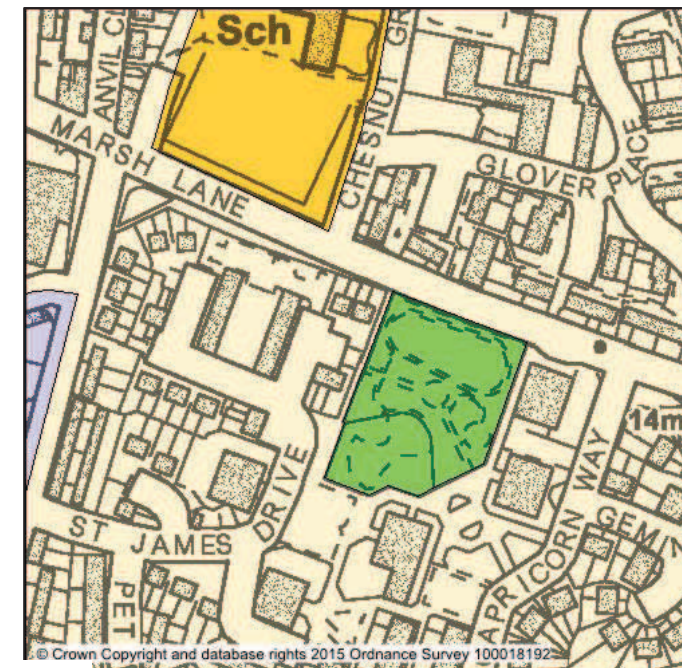 Sch
ANVIL CL
CHESNUT GR
MARSH LANE
GLOVER PLACE
14m
DRIVE
CAPRICORN WAY
GEMIN
ST JAMES
PET
© Crown Copyright and database rights 2015 Ordnance Survey 100018192